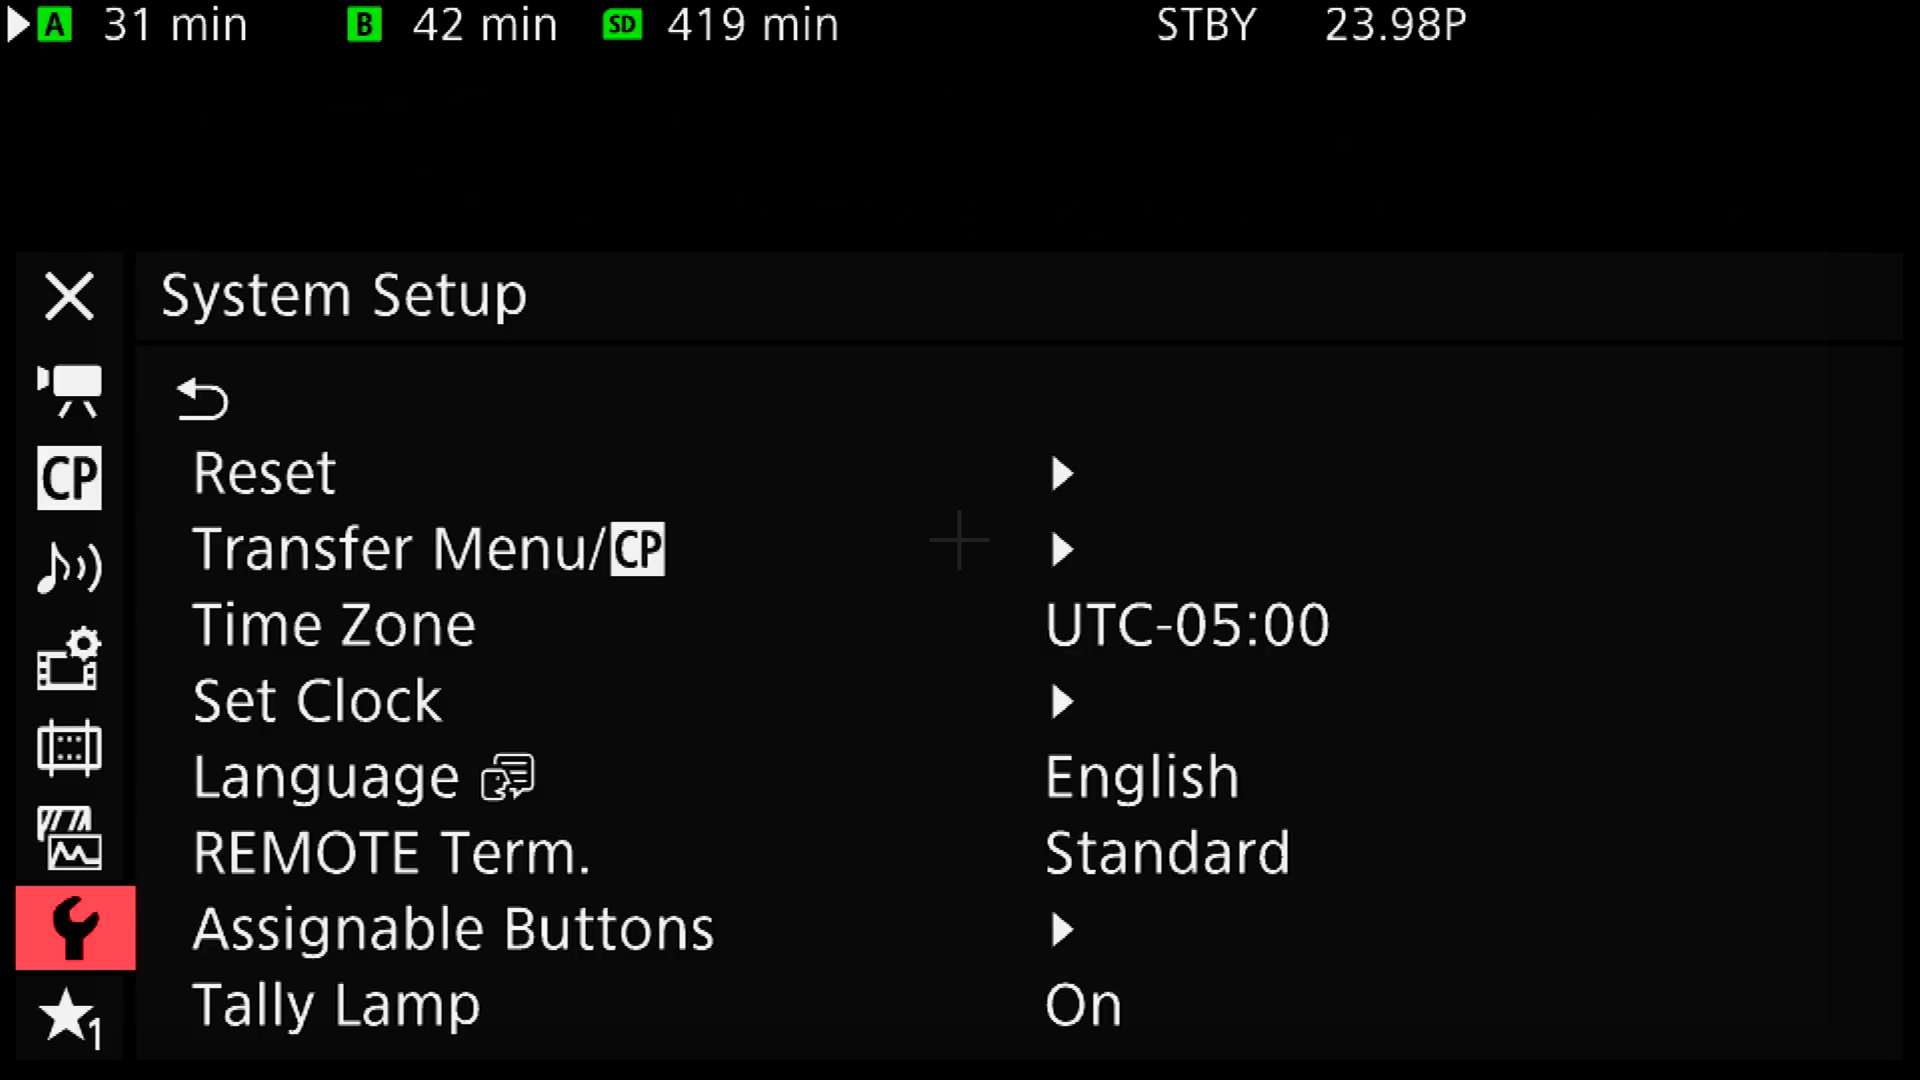 A 31 min B 42 min SD 419 min STBY 23.98P
System Setup
CP
Reset
Transfer Menu/CP
Time Zone UTC-05:00
Set Clock
Language English
REMOTE Term. Standard
Assignable Buttons
Tally Lamp On
1